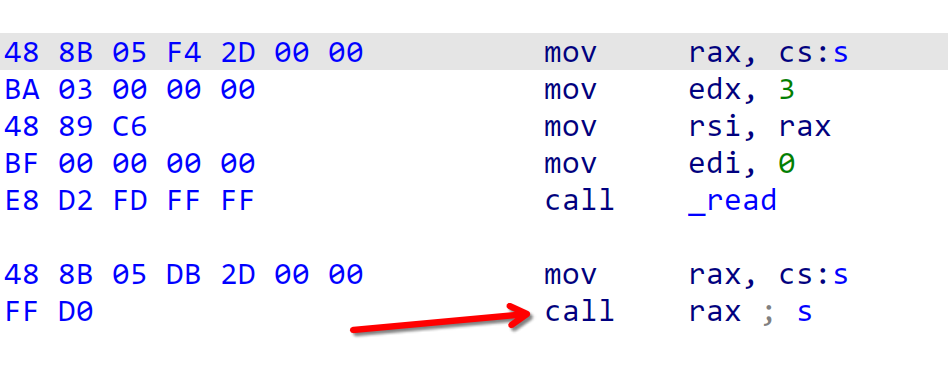 48 8B 05 F4 2D 00 00 mov rax, cs:s
BA 03 00 00 00 mov edx, 3
48 89 C6 mov rsi, rax
BF 00 00 00 00 mov edi, 0
E8 D2 FD FF FF call _read
48 8B 05 DB 2D 00 00 mov rax, cs:s
FF D0 call rax ; s